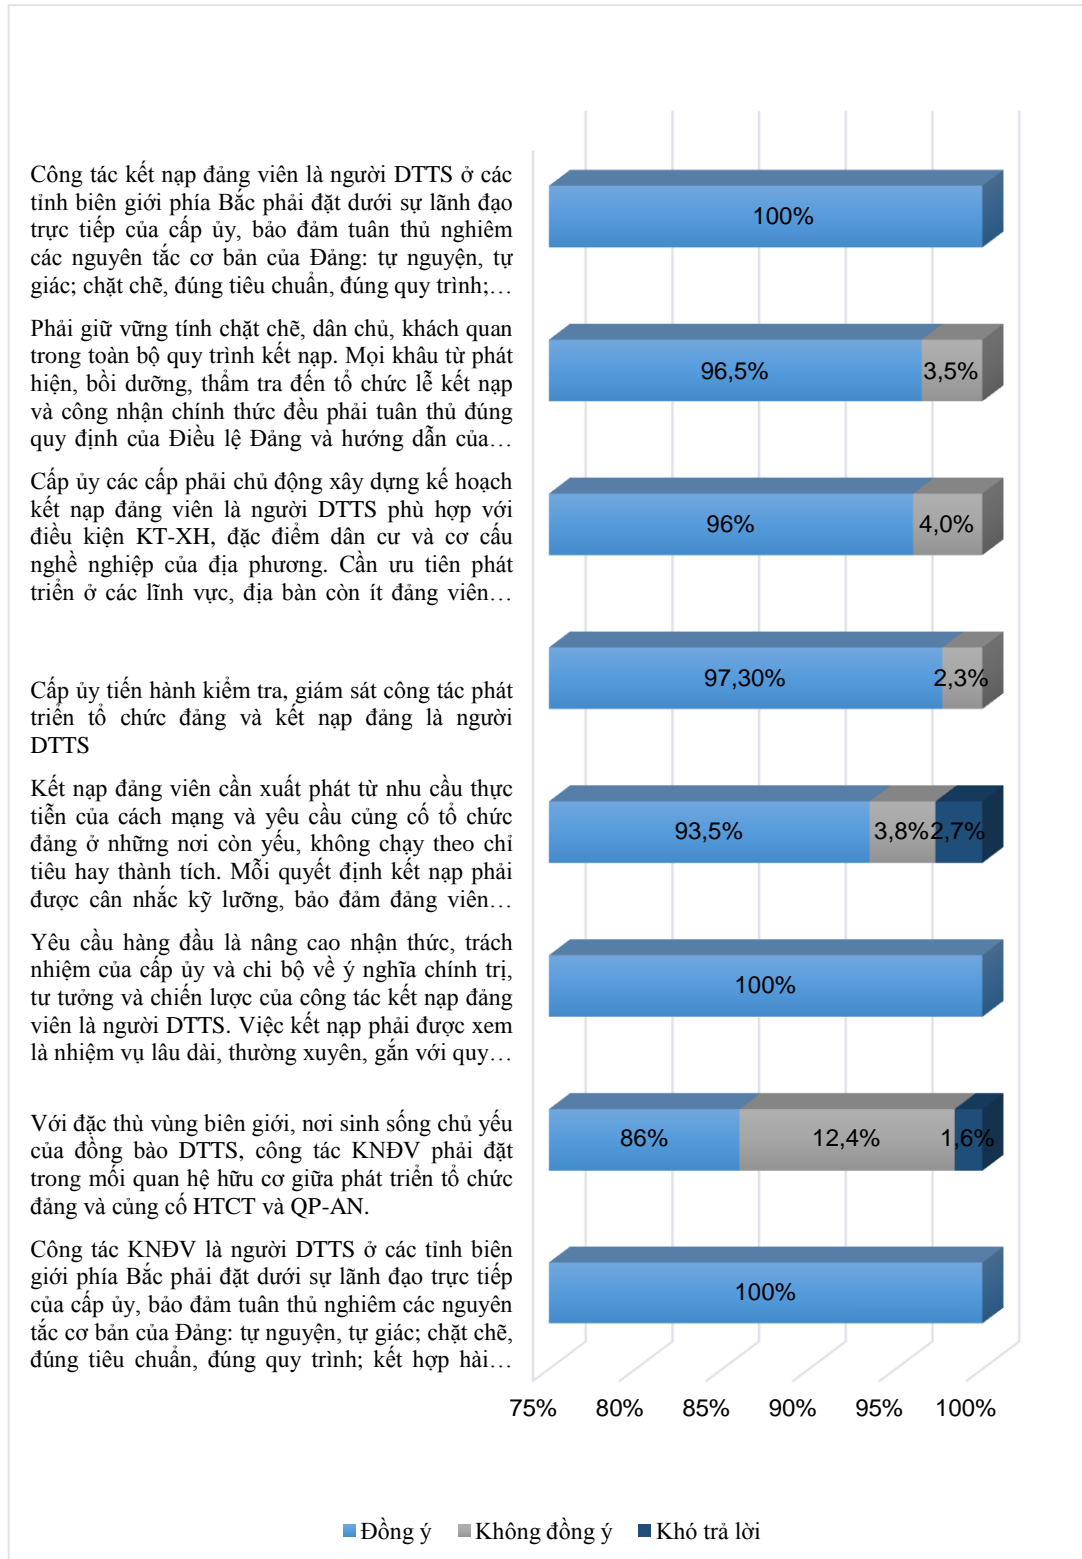 Công tác kết nạp đảng viên là người DTTS ở các
tỉnh biên giới phía Bắc phải đặt dưới sự lãnh đạo
trực tiếp của cấp ủy, bảo đảm tuân thủ nghiêm
các nguyên tắc cơ bản của Đảng: tự nguyện, tự
giác; chặt chẽ, đúng tiêu chuẩn, đúng quy trình;…
100%
Phải giữ vững tính chặt chẽ, dân chủ, khách quan
trong toàn bộ quy trình kết nạp. Mọi khâu từ phát
hiện, bồi dưỡng, thẩm tra đến tổ chức lễ kết nạp
và công nhận chính thức đều phải tuân thủ đúng
quy định của Điều lệ Đảng và hướng dẫn của…
96,5% 3,5%
Cấp ủy các cấp phải chủ động xây dựng kế hoạch
kết nạp đảng viên là người DTTS phù hợp với
điều kiện KT-XH, đặc điểm dân cư và cơ cấu
nghề nghiệp của địa phương. Cần ưu tiên phát
triển ở các lĩnh vực, địa bàn còn ít đảng viên…
96% 4,0%
Cấp ủy tiến hành kiểm tra, giám sát công tác phát
triển tổ chức đảng và kết nạp đảng là người
DTTS
97,30% 2,3%
Kết nạp đảng viên cần xuất phát từ nhu cầu thực
tiễn của cách mạng và yêu cầu củng cố tổ chức
đảng ở những nơi còn yếu, không chạy theo chỉ
tiêu hay thành tích. Mỗi quyết định kết nạp phải
được cân nhắc kỹ lưỡng, bảo đảm đảng viên…
93,5% 3,8% 2,7%
Yêu cầu hàng đầu là nâng cao nhận thức, trách
nhiệm của cấp ủy và chi bộ về ý nghĩa chính trị,
tư tưởng và chiến lược của công tác kết nạp đảng
viên là người DTTS. Việc kết nạp phải được xem
là nhiệm vụ lâu dài, thường xuyên, gắn với quy…
100%
Với đặc thù vùng biên giới, nơi sinh sống chủ yếu
của đồng bào DTTS, công tác KNĐV phải đặt
trong mối quan hệ hữu cơ giữa phát triển tổ chức
đảng và củng cố HTCT và QP-AN.
86% 12,4% 1,6%
Công tác KNĐV là người DTTS ở các tỉnh biên
giới phía Bắc phải đặt dưới sự lãnh đạo trực tiếp
của cấp ủy, bảo đảm tuân thủ nghiêm các nguyên
tắc cơ bản của Đảng: tự nguyện, tự giác; chặt chẽ,
đúng tiêu chuẩn, đúng quy trình; kết hợp hài…
100%
75% 80% 85% 90% 95% 100%
Đồng ý Không đồng ý Khó trả lời